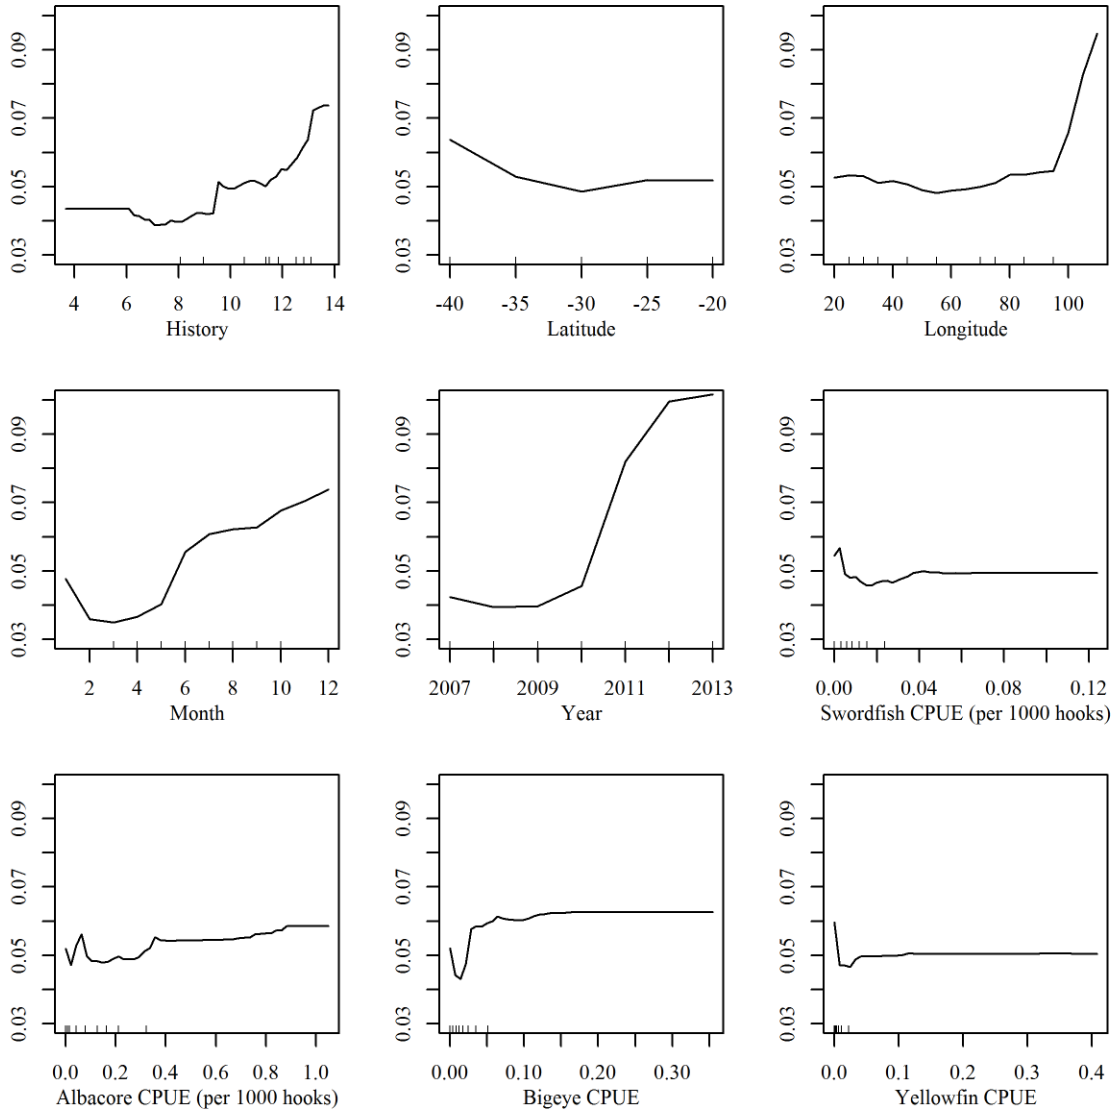 0.09
0.07
0.05
0.03
4 6 8 10 12 14
History
0.09
0.07
0.05
0.03
-40 -35 -30 -25 -20
Latitude
0.09
0.07
0.05
0.03
20 40 60 80 100
Longitude
0.09
0.07
0.05
0.03
2 4 6 8 10 12
Month
0.09
0.07
0.05
0.03
2007 2009 2011 2013
Year
0.09
0.07
0.05
0.03
0.00 0.04 0.08 0.12
Swordfish CPUE (per 1000 hooks)
0.09
0.07
0.05
0.03
0.0 0.2 0.4 0.6 0.8 1.0
Albacore CPUE (per 1000 hooks)
0.09
0.07
0.05
0.03
0.00 0.10 0.20 0.30
Bigeye CPUE
0.09
0.07
0.05
0.03
0.0 0.1 0.2 0.3 0.4
Yellowfin CPUE